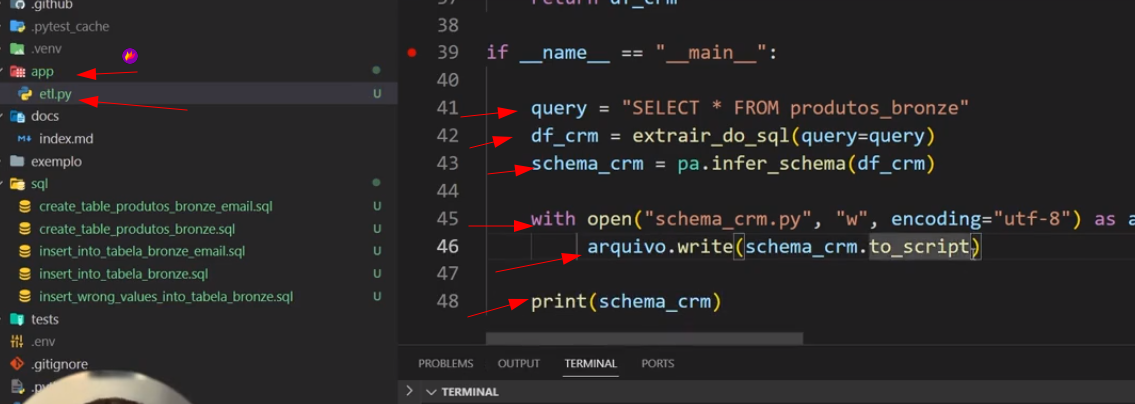 .github
.pytest_cache
.venv
app
etl.py U
docs
index.md
exemplo
sql
create_table_produtos_bronze_email.sql U
create_table_produtos_bronze.sql U
insert_into_tabela_bronze_email.sql U
insert_into_tabela_bronze.sql U
insert_wrong_values_into_tabela_bronze.sql U
tests
.env
.gitignore
37 return df_crm
38
39 if __name__ == "__main__":
40
41 query = "SELECT * FROM produtos_bronze"
42 df_crm = extrair_do_sql(query=query)
43 schema_crm = pa.infer_schema(df_crm)
44
45 with open("schema_crm.py", "w", encoding="utf-8") as a
46 arquivo.write(schema_crm.to_script)
47
48 print(schema_crm)
PROBLEMS OUTPUT TERMINAL PORTS
TERMINAL